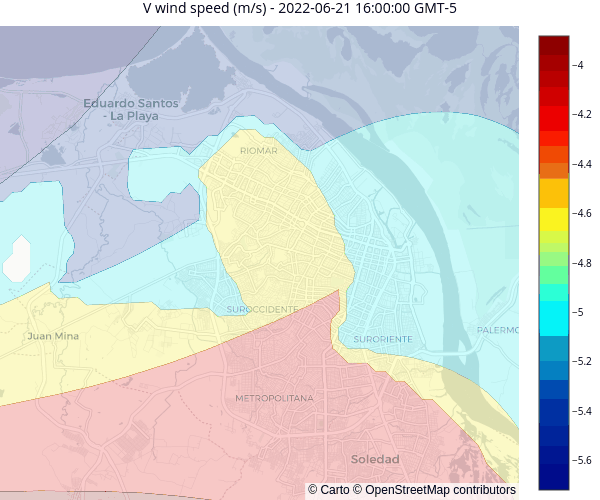 V wind speed (m/s) - 2022-06-21 16:00:00 GMT-5
Eduardo Santos
- La Playa
RIOMAR
SUROCCIDENTE
Juan Mina
SURORIENTE
PALERMO
METROPOLITANA
Soledad
© Carto © OpenStreetMap contributors
−4
−4.2
−4.4
−4.6
−4.8
−5
−5.2
−5.4
−5.6